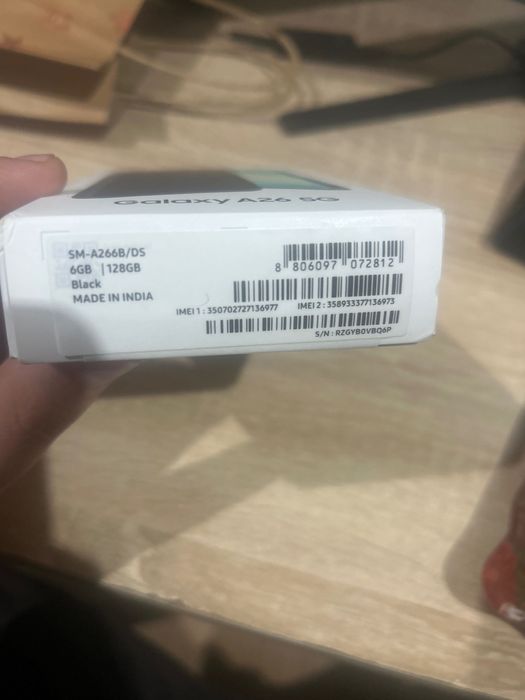 Galaxy A26 5G
SM-A266B/DS
6GB | 128GB
Black
MADE IN INDIA
8 806097 072812
IMEI 1 : 350702727136977 IMEI 2 : 358933377136973
S/N : RZGYB0VBQ6P